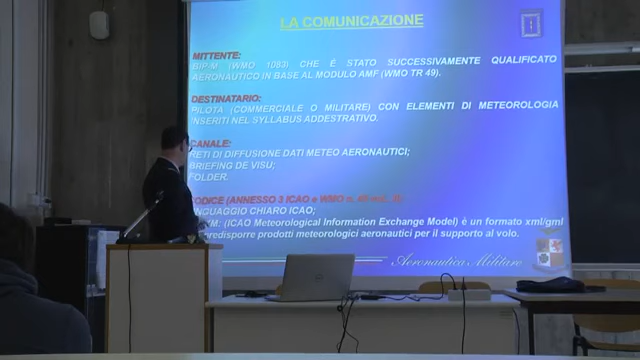 LA COMUNICAZIONE
MITTENTE:
BIP-M (WMO 1083) CHE È STATO SUCCESSIVAMENTE QUALIFICATO
AERONAUTICO IN BASE AL MODULO AMF (WMO TR 49).
DESTINATARIO:
PILOTA (COMMERCIALE O MILITARE) CON ELEMENTI DI METEOROLOGIA
INSERITI NEL SYLLABUS ADDESTRATIVO.
CANALE:
RETI DI DIFFUSIONE DATI METEO AERONAUTICI;
BRIEFING DE VISU;
FOLDER.
(ANNESSO 3 ICAO e WMO n. 49
CHIARO ICAO;
(ICAO Meteorological Information Exchange Model) è un formato xml/gml
predisporre prodotti meteorologici aeronautici per il supporto al volo.
Aeronautica Militare